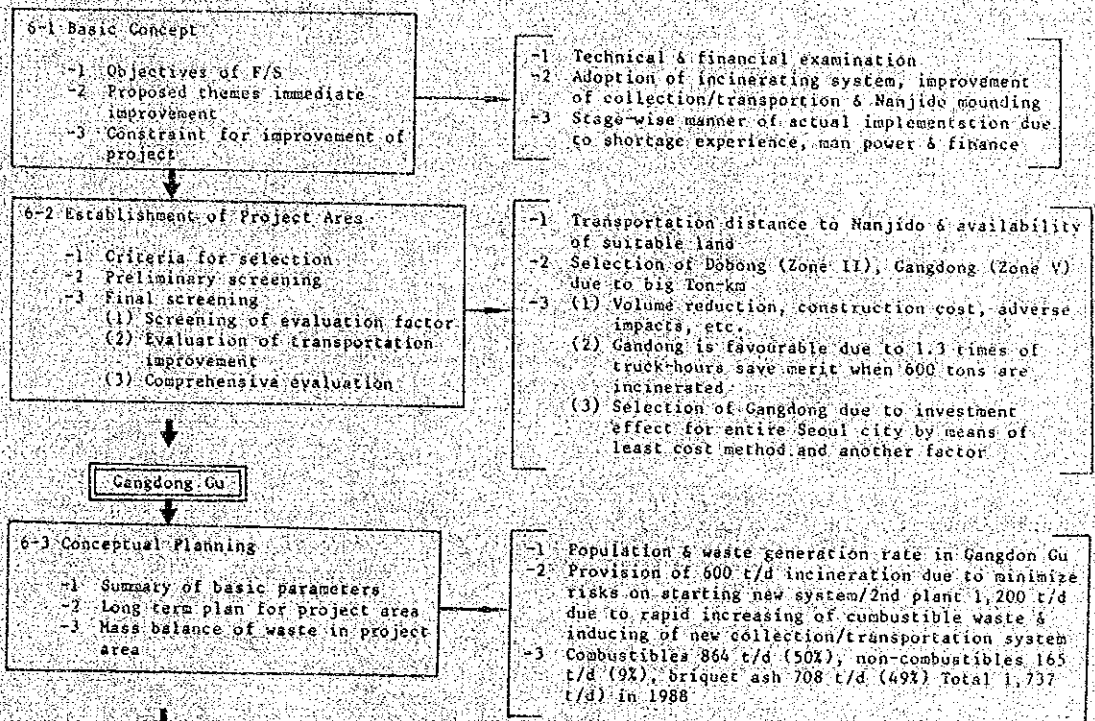 6-1 Basic Concept
-1 Objectives of F/S
-2 Proposed themes immediate
improvement
-3 Constraint for improvement of
project
-1 Technical & financial examination
-2 Adoption of incinerating system, improvement
of collection/transportion & Nanjido mounding
-3 Stage-wise manner of actual implementation due
to shortage experience, man power & finance
6-2 Establishment of Project Area
-1 Criteria for selection
-2 Preliminary screening
-3 Final screening
(1) Screening of evaluation factor
(2) Evaluation of transportation
improvement
(3) Comprehensive evaluation
-1 Transportation distance to Nanjido & availability
of suitable land
-2 Selection of Dobong (Zone II), Gangdong (Zone V)
due to big Ton-km
-3 (1) Volume reduction, construction cost, adverse
impacts, etc.
(2) Gandong is favourable due to 1.3 times of
truck-hours save merit when 600 tons are
incinerated
(3) Selection of Gangdong due to investment
effect for entire Seoul city by means of
least cost method and another factor
Gangdong Gu
6-3 Conceptual Planning
-1 Summary of basic parameters
-2 Long term plan for project area
-3 Mass balance of waste in project
area
-1 Population & waste generation rate in Gangdon Gu
-2 Provision of 600 t/d incineration due to minimize
risks on starting new system/2nd plant 1,200 t/d
due to rapid increasing of cumbustible waste &
inducing of new collection/transportation system
-3 Combustibles 864 t/d (50%), non-combustibles 165
t/d (9%), briquet ash 708 t/d (49%) Total 1,737
t/d) in 1988